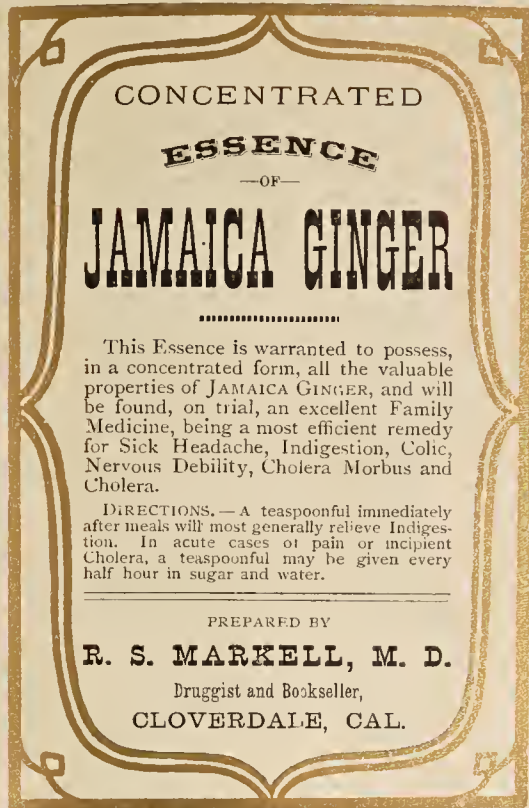 CONCENTRATED
ESSENCE
—OF—
JAMAICA GINGER
This Essence is warranted to possess,
in a concentrated form, all the valuable
properties of JAMAICA GINGER, and will
be found, on trial, an excellent Family
Medicine, being a most efficient remedy
for Sick Headache, Indigestion, Colic,
Nervous Debility, Cholera Morbus and
Cholera.
DIRECTIONS.—A teaspoonful immediately
after meals will most generally relieve Indiges-
tion. In acute cases of pain or incipient
Cholera, a teaspoonful may be given every
half hour in sugar and water.
PREPARED BY
R. S. MARKELL, M. D.
Druggist and Bookseller,
CLOVERDALE, CAL.